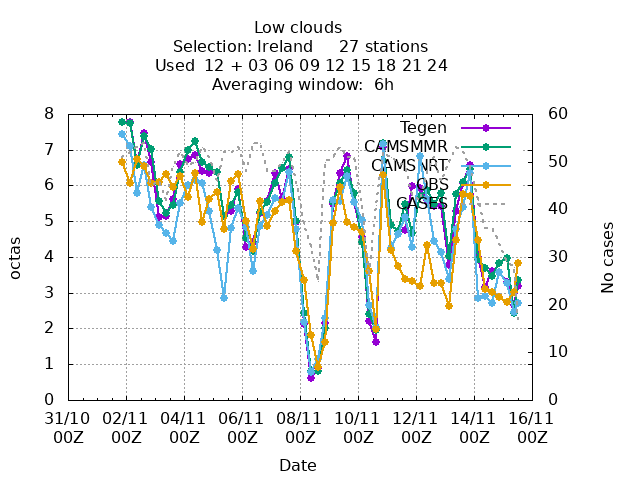 Low clouds
Selection: Ireland 27 stations
Used 12 + 03 06 09 12 15 18 21 24
Averaging window: 6h
8
7
6
5
4
3
2
1
0
octas
60
50
40
30
20
10
0
No cases
Tegen
CAMSMMR
CAMS NRT
OBS
CASES
31/10 02/11 04/11 06/11 08/11 10/11 12/11 14/11 16/11
00Z 00Z 00Z 00Z 00Z 00Z 00Z 00Z 00Z
Date